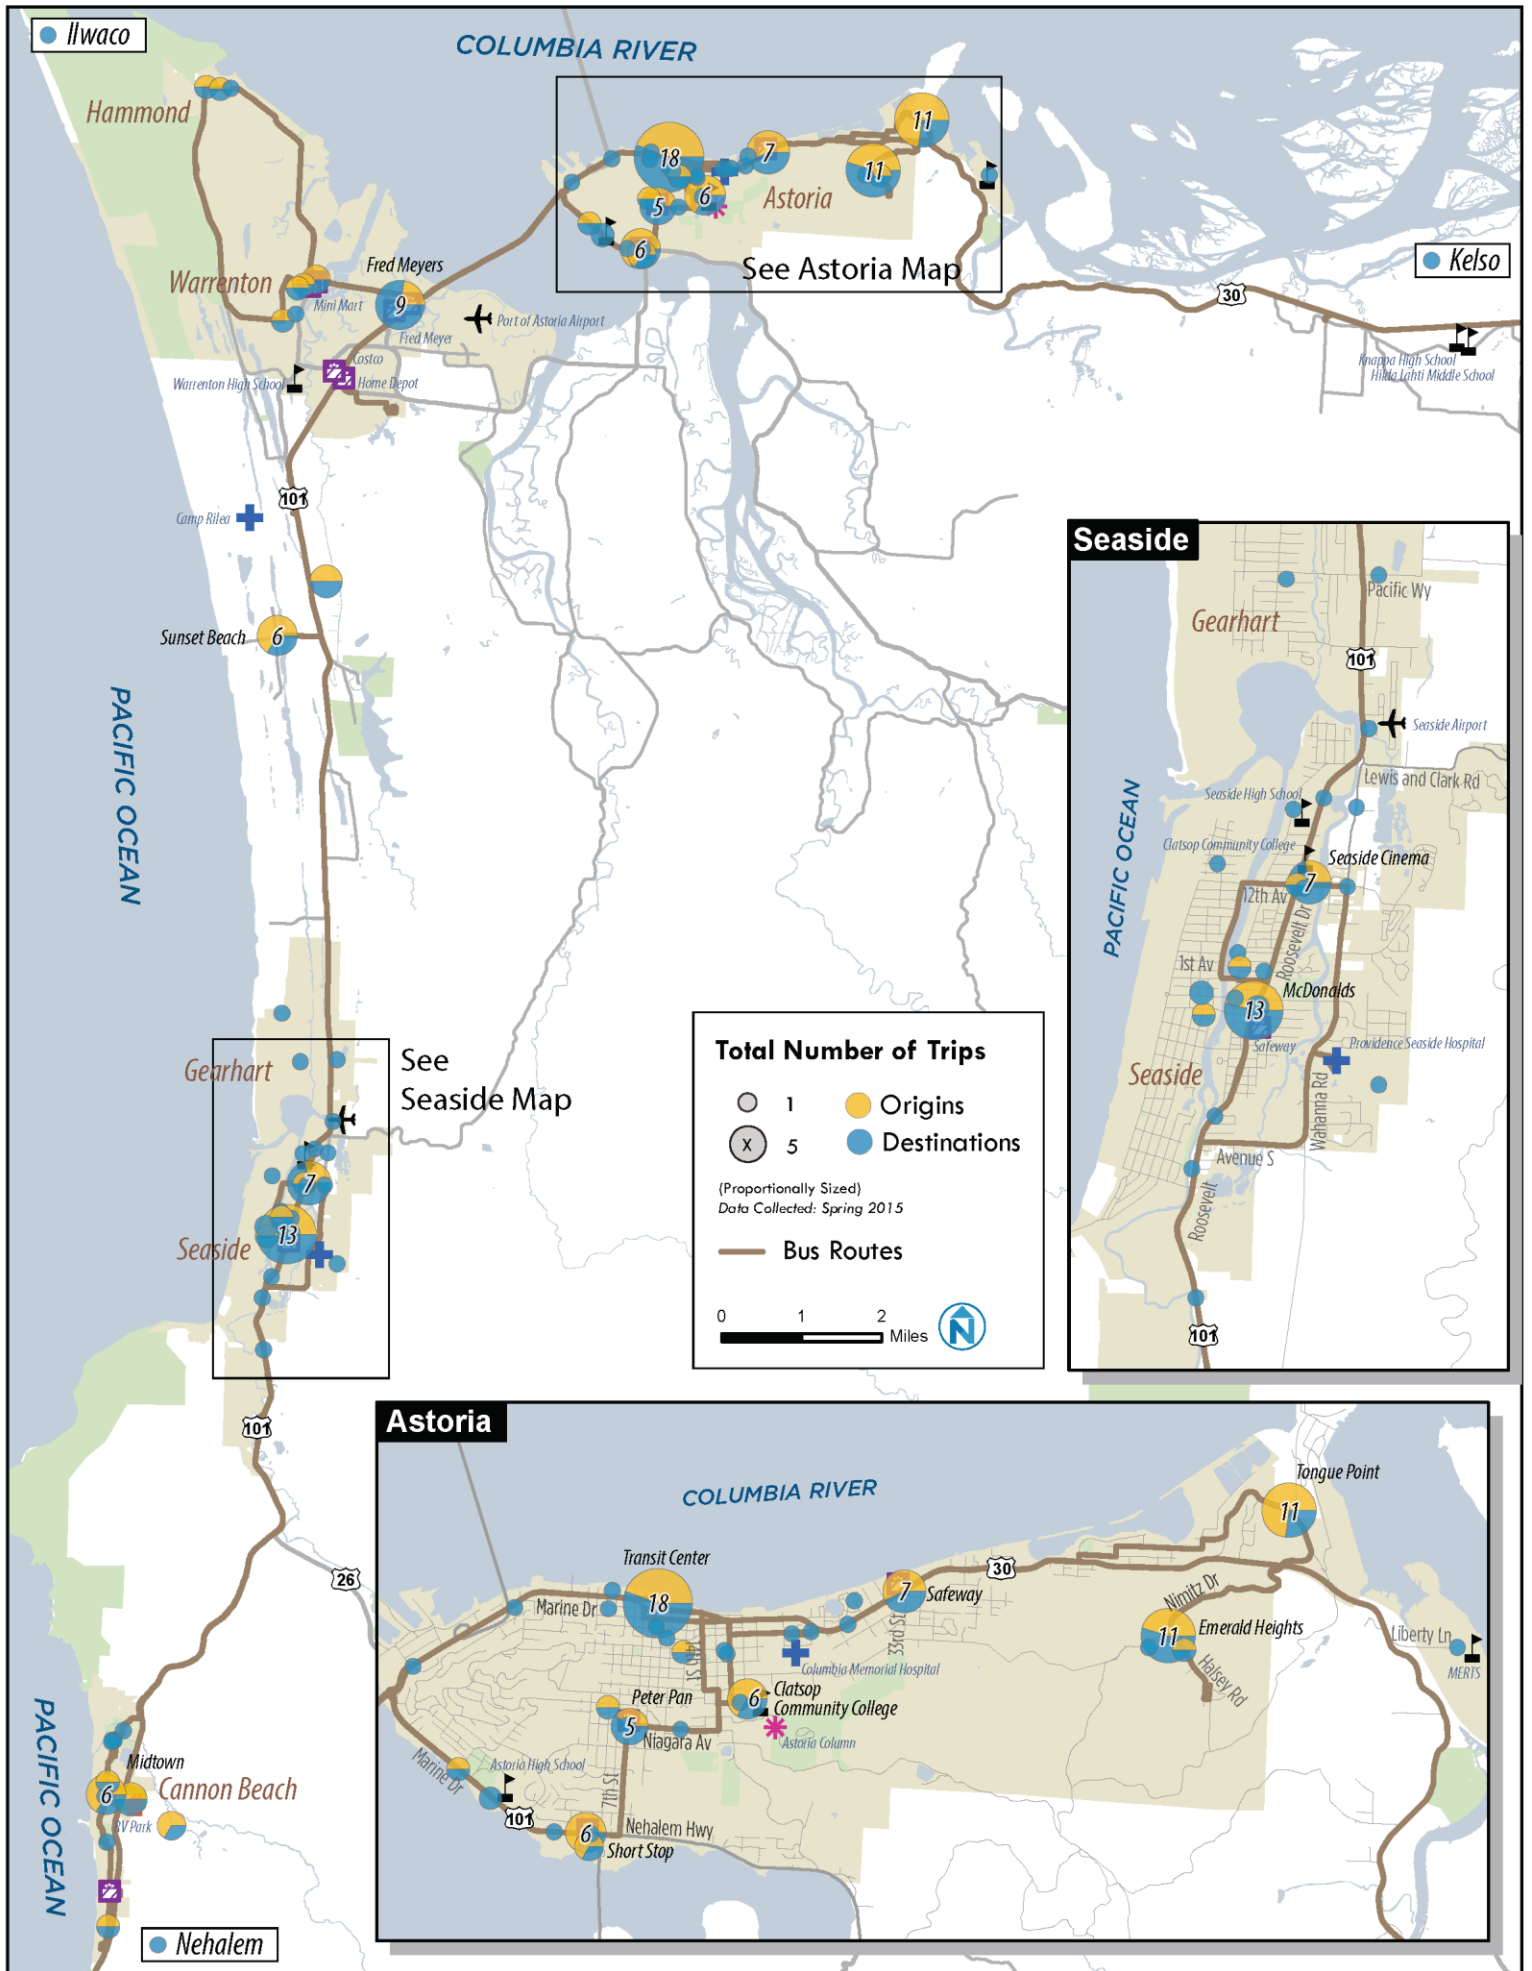 Ilwaco
COLUMBIA RIVER
Hammond
11
18
7
11
6
5
6
Astoria
See Astoria Map
Kelso
Warrenton
Fred Meyers
9
Mini Mart
Fred Meyer
Port of Astoria Airport
30
Costco
Home Depot
Warrenton High School
Knappa High School
Hilda Lahti Middle School
101
Camp Rilea
Sunset Beach
6
PACIFIC OCEAN
Gearhart
See
Seaside Map
7
13
Seaside
101
26
Seaside
Pacific Wy
Gearhart
101
Seaside Airport
Lewis and Clark Rd
Seaside High School
Clatsop Community College
Seaside Cinema
7
12th Av
PACIFIC OCEAN
Roosevelt Dr
1st Av
McDonalds
13
Safeway
Providence Seaside Hospital
Seaside
Wahanna Rd
Avenue S
Roosevelt
101
Total Number of Trips
1
Origins
x
5
Destinations
(Proportionally Sized)
Data Collected: Spring 2015
Bus Routes
0
1
2
Miles
N
Astoria
COLUMBIA RIVER
Tongue Point
11
Transit Center
18
Marine Dr
30
7
Safeway
33rd St
Nimitz Dr
11
Emerald Heights
Halsey Rd
Liberty Ln
MERTS
14th St
Columbia Memorial Hospital
Peter Pan
5
6
Clatsop
Community College
Niagara Av
Astoria Column
Marine Dr
Astoria High School
7th St
101
6
Nehalem Hwy
Short Stop
PACIFIC OCEAN
Midtown
6
Cannon Beach
RV Park
Nehalem